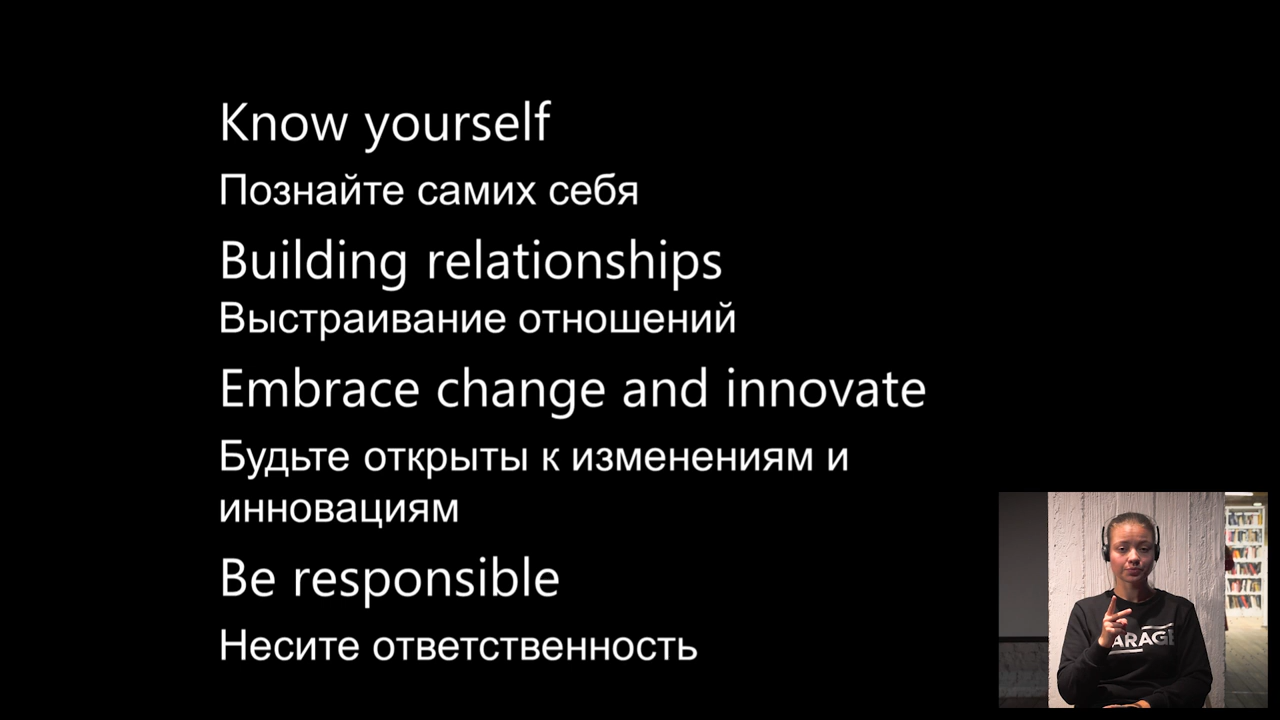 Know yourself
Познайте самих себя
Building relationships
Выстраивание отношений
Embrace change and innovate
Будьте открыты к изменениям и
инновациям
Be responsible
Несите ответственность
ARAGE